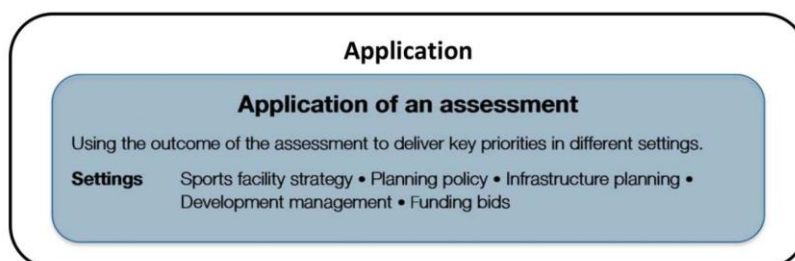 Application
Application of an assessment
Using the outcome of the assessment to deliver key priorities in different settings.
Settings Sports facility strategy • Planning policy • Infrastructure planning •
Development management • Funding bids